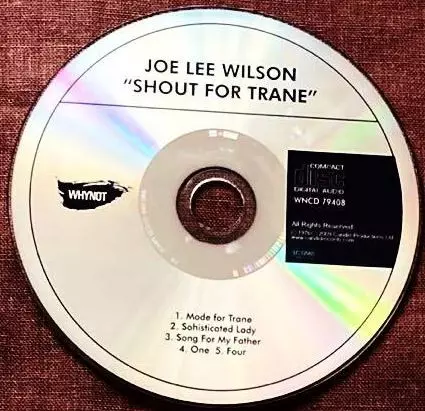 JOE LEE WILSON
"SHOUT FOR TRANE"
WHYNOT
COMPACT
disc
DIGITAL AUDIO
WNCD 79408
All Rights Reserved
1. Mode for Trane
2. Sohisticated Lady
3. Song For My Father
4. One 5. Four